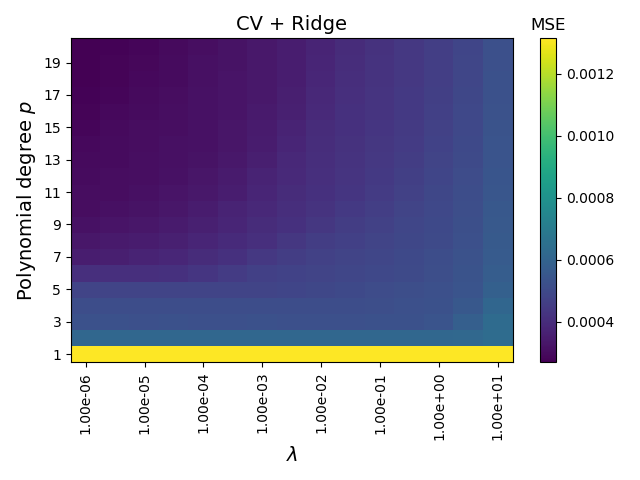 CV + Ridge
MSE
Polynomial degree p
19
17
15
13
11
9
7
5
3
1
0.0012
0.0010
0.0008
0.0006
0.0004
1.00e-06
1.00e-05
1.00e-04
1.00e-03
1.00e-02
1.00e-01
1.00e+00
1.00e+01
λ